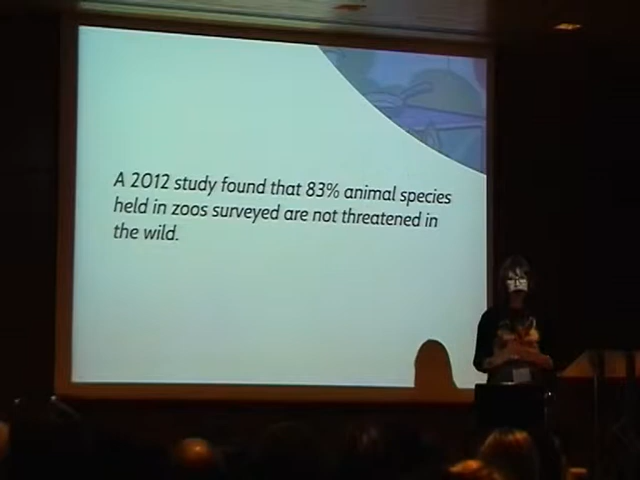 A 2012 study found that 83% animal species
held in zoos surveyed are not threatened in
the wild.